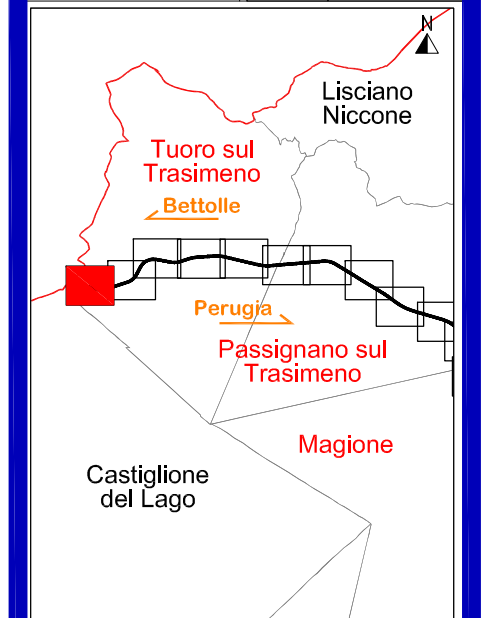 N
Lisciano
Niccone
Tuoro sul
Trasimeno
Bettolle
Perugia
Passignano sul
Trasimeno
Magione
Castiglione
del Lago